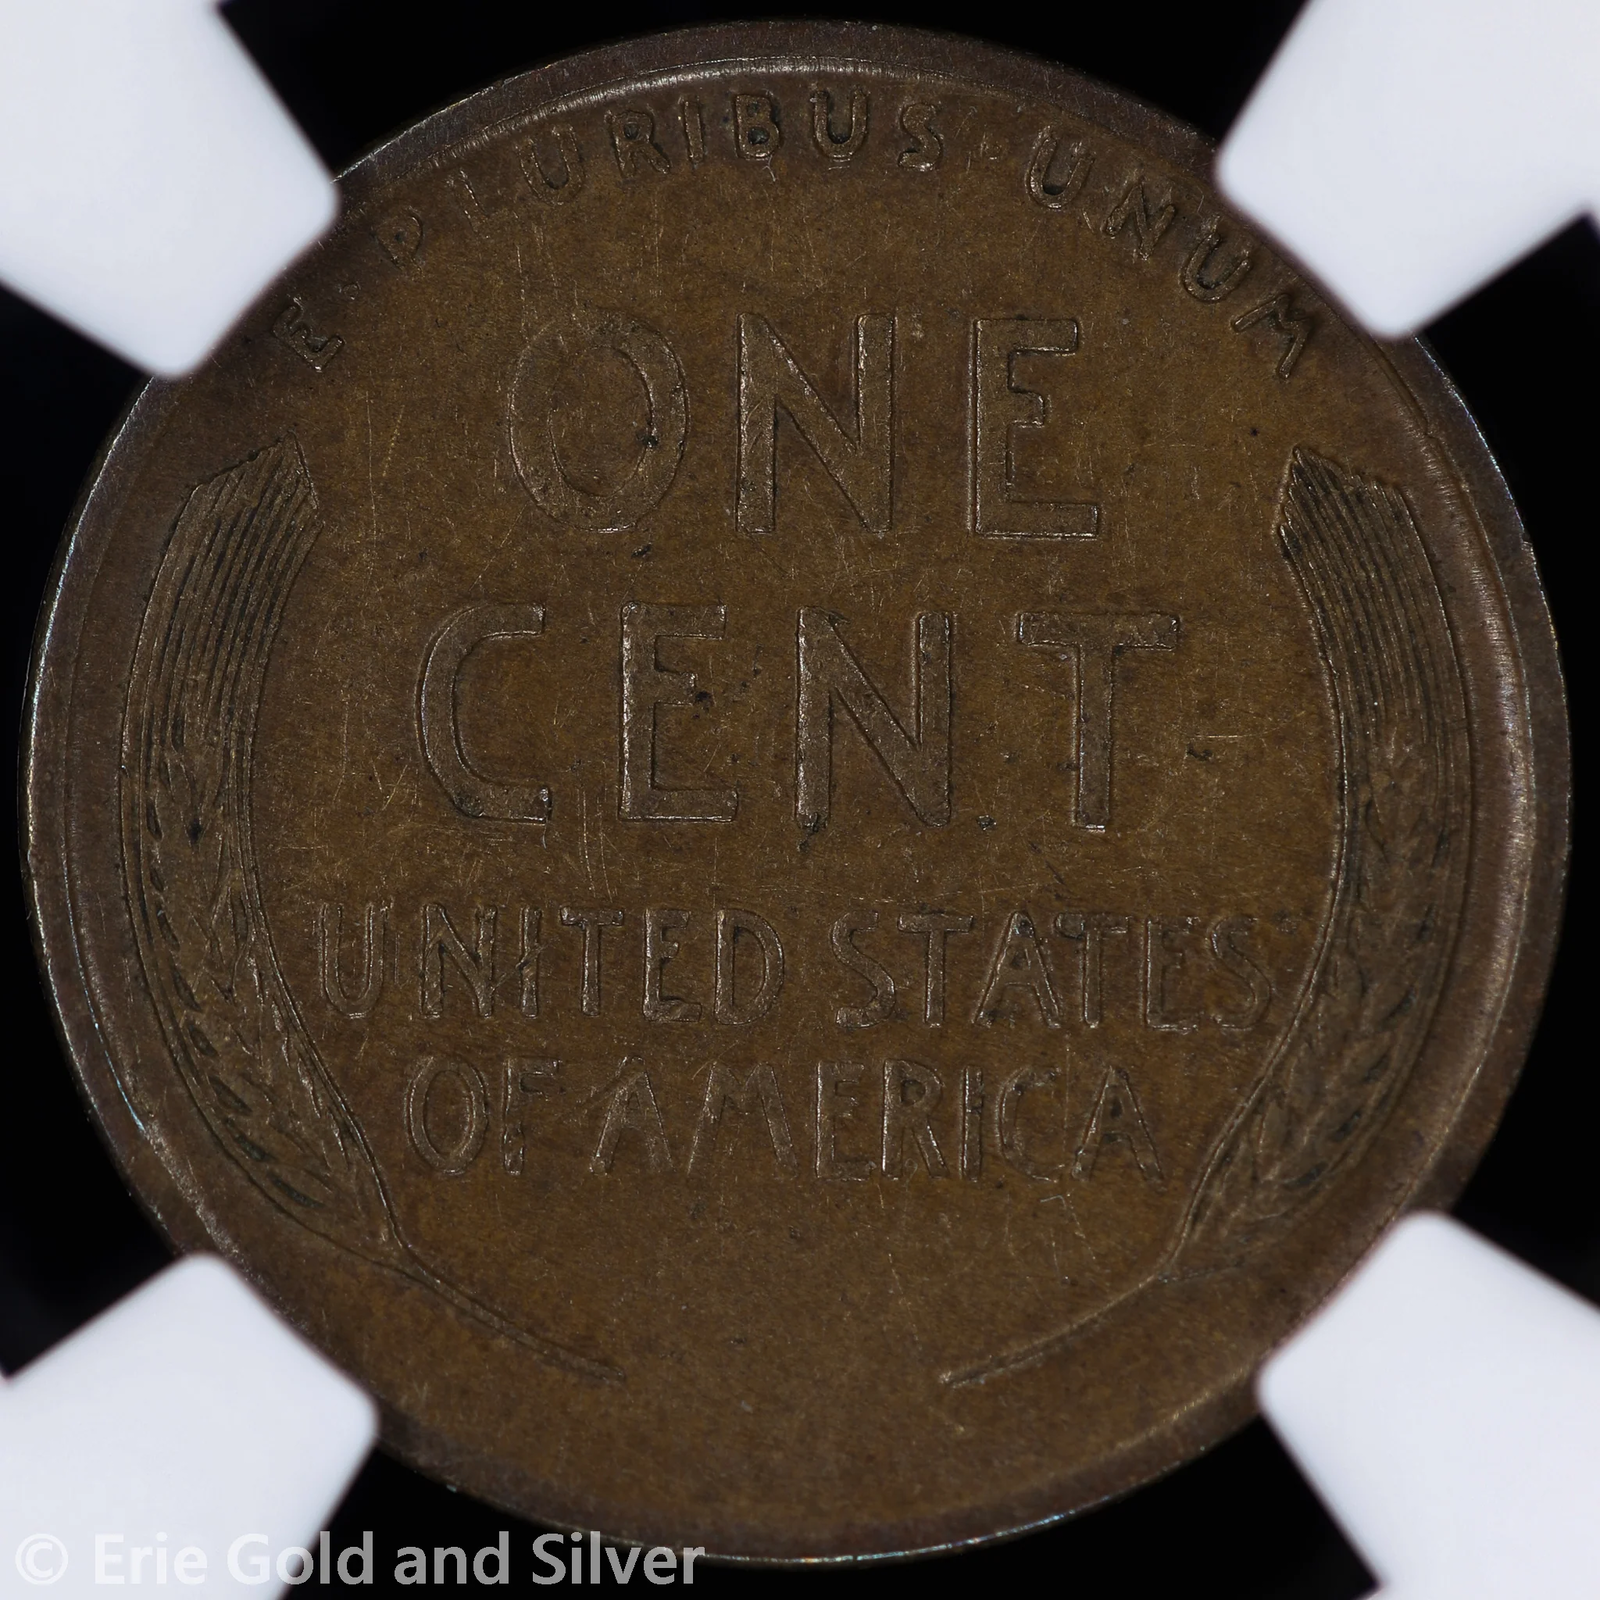 E · PLURIBUS · UNUM
ONE
CENT
UNITED STATES
OF AMERICA
© Erie Gold and Silver